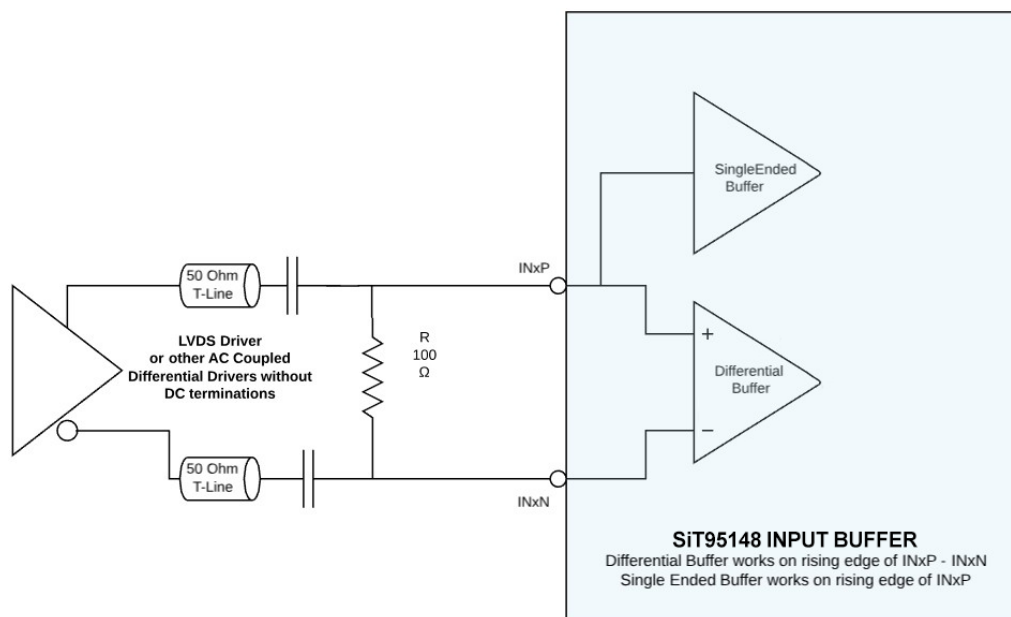 SingleEnded
Buffer
INxP
50 Ohm
T-Line
LVDS Driver
or other AC Coupled
Differential Drivers without
DC terminations
R
100
Ω
+
Differential
Buffer
−
50 Ohm
T-Line
INxN
SiT95148 INPUT BUFFER
Differential Buffer works on rising edge of INxP - INxN
Single Ended Buffer works on rising edge of INxP